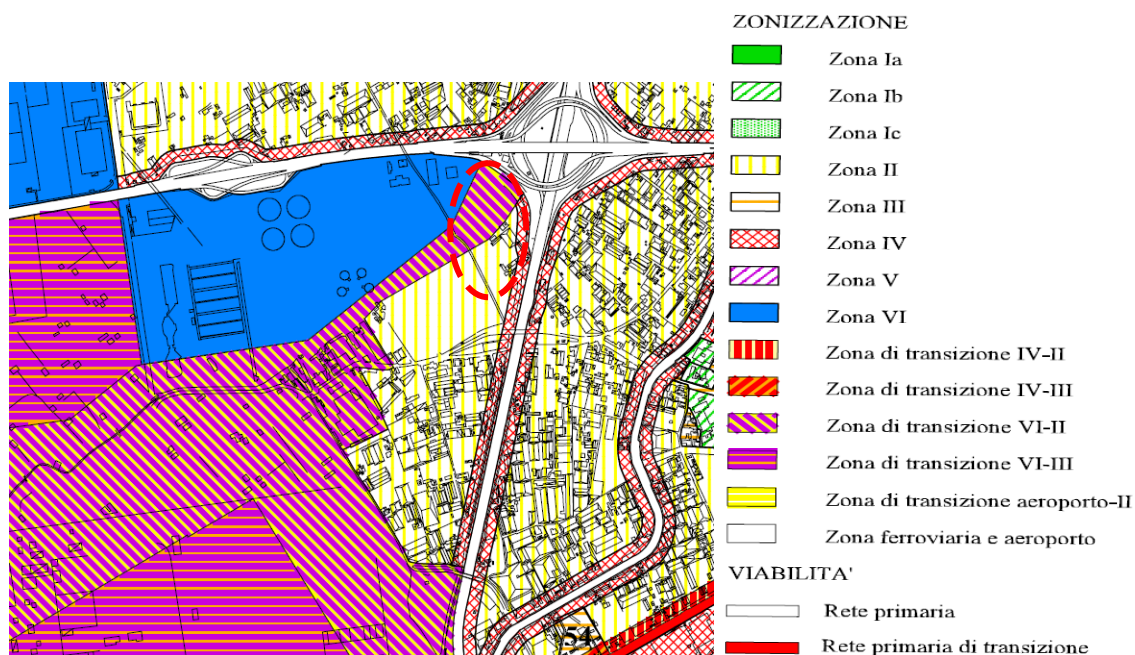 ZONIZZAZIONE
Zona Ia
Zona Ib
Zona Ic
Zona II
Zona III
Zona IV
Zona V
Zona VI
Zona di transizione IV-II
Zona di transizione IV-III
Zona di transizione VI-II
Zona di transizione VI-III
Zona di transizione aeroporto-II
Zona ferroviaria e aeroporto
VIABILITA'
Rete primaria
Rete primaria di transizione
54